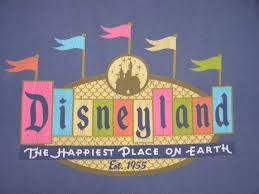 Disneyland
THE HAPPIEST PLACE ON EARTH
Est. 1955